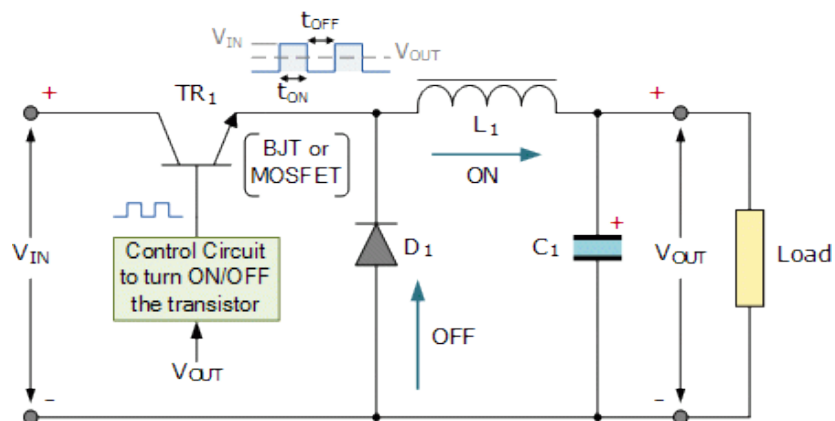 tOFF
VIN
VOUT
tON
+
TR1
BJT or
MOSFET
L1
ON
+
+
VIN
Control Circuit
to turn ON/OFF
the transistor
VOUT
D1
OFF
C1
VOUT
Load
-
-